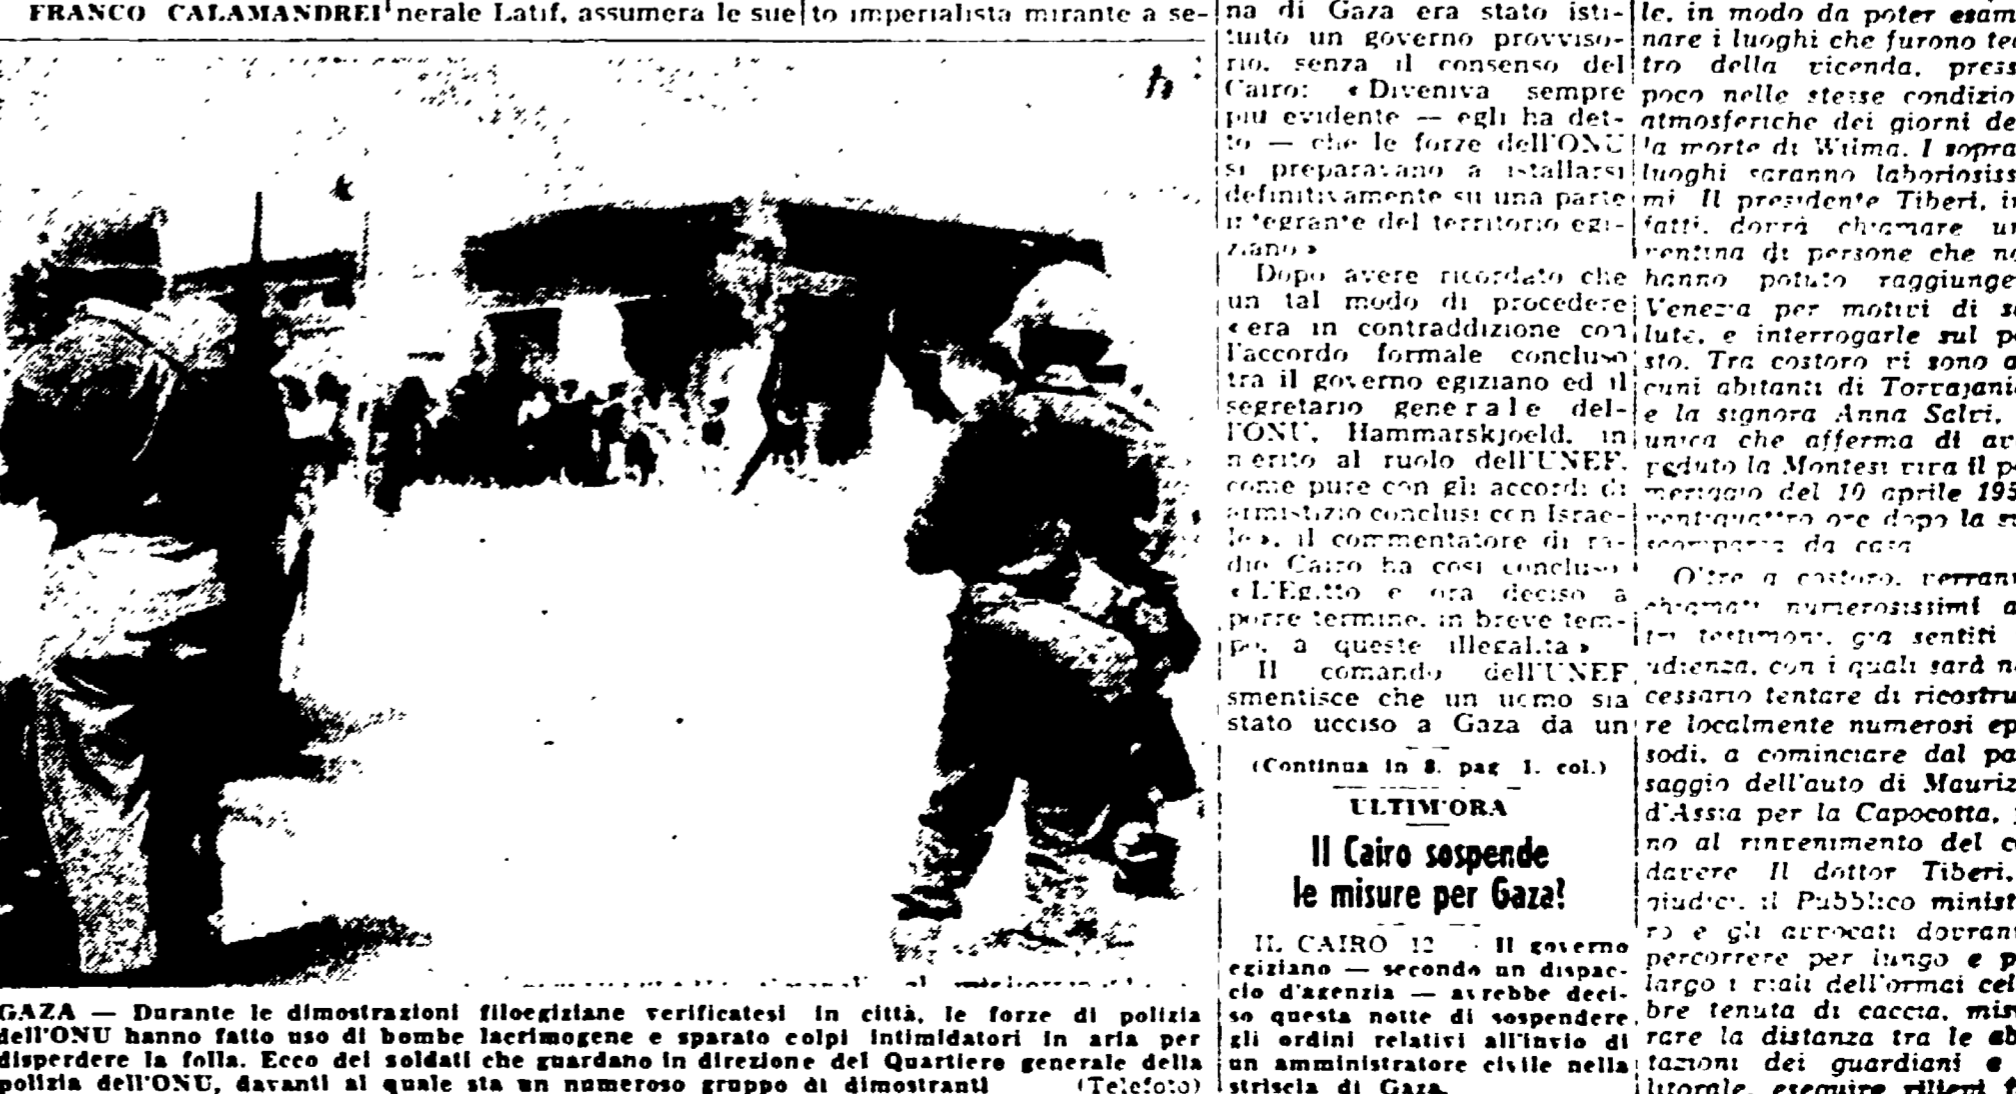 FRANCO CALAMANDREI
nerale Latif, assumerà le sue
to imperialista mirante a se-
GAZA — Durante le dimostrazioni filoegiziane verificatesi in città, le forze di polizia
dell'ONU hanno fatto uso di bombe lacrimogene e sparato colpi intimidatori in aria per
disperdere la folla. Ecco dei soldati che guardano in direzione del Quartiere generale della
polizia dell'ONU, davanti al quale sta un numeroso gruppo di dimostranti (Telefoto)
na di Gaza era stato isti-
tuito un governo provviso-
rio, senza il consenso del
Cairo: « Diveniva sempre
più evidente — egli ha det-
to — che le forze dell'ONU
si preparavano a istallarsi
definitivamente su una parte
integrante del territorio egi-
ziano »
Dopo avere ricordato che
un tal modo di procedere
« era in contraddizione con
l'accordo formale concluso
tra il governo egiziano ed il
segretario generale del-
l'ONU, Hammarskjoeld, in
merito al ruolo dell'UNEF,
come pure con gli accordi di
armistizio conclusi con Israe-
le », il commentatore di ra-
dio Cairo ha così concluso
« L'Egitto è ora deciso a
porre termine, in breve tem-
po, a queste illegalità »
Il comando dell'UNEF
smentisce che un uomo sia
stato ucciso a Gaza da un
(Continua in 8. pag 1. col.)
ULTIM'ORA
Il Cairo sospende
le misure per Gaza?
IL CAIRO 12 - Il governo
egiziano — secondo un dispac-
cio d'agenzia — avrebbe deci-
so questa notte di sospendere
gli ordini relativi all'invio di
un amministratore civile nella
striscia di Gaza.
le, in modo da poter esam
nare i luoghi che furono tea
tro della vicenda, press
poco nelle stesse condizio
atmosferiche dei giorni de
la morte di Wilma. I sopra
luoghi saranno laboriosiss
mi Il presidente Tiberi, in
fatti, dovrà chiamare un
ventina di persone che no
hanno potuto raggiunge
Venezia per motivi di sa
lute, e interrogarle sul po
sto. Tra costoro vi sono a
cuni abitanti di Torvajani
e la signora Anna Salvi,
unica che afferma di av
veduto la Montesi viva il po
meriggio del 10 aprile 195
ventiquattro ore dopo la su
scomparsa da casa
Oltre a costoro, verrann
chiamati numerosissimi a
tri testimoni, già sentiti
udienza, con i quali sarà ne
cessario tentare di ricostru
re localmente numerosi ep
sodi, a cominciare dal pa
saggio dell'auto di Mauriz
d'Assia per la Capocotta,
no al rinvenimento del c
davere Il dottor Tiberi,
giudici, il Pubblico minist
ro e gli avvocati dovrann
percorrere per lungo e p
largo i viali dell'ormai cel
bre tenuta di caccia, mis
rare la distanza tra le ab
tazioni dei guardiani e
litorale, eseguire rilievi